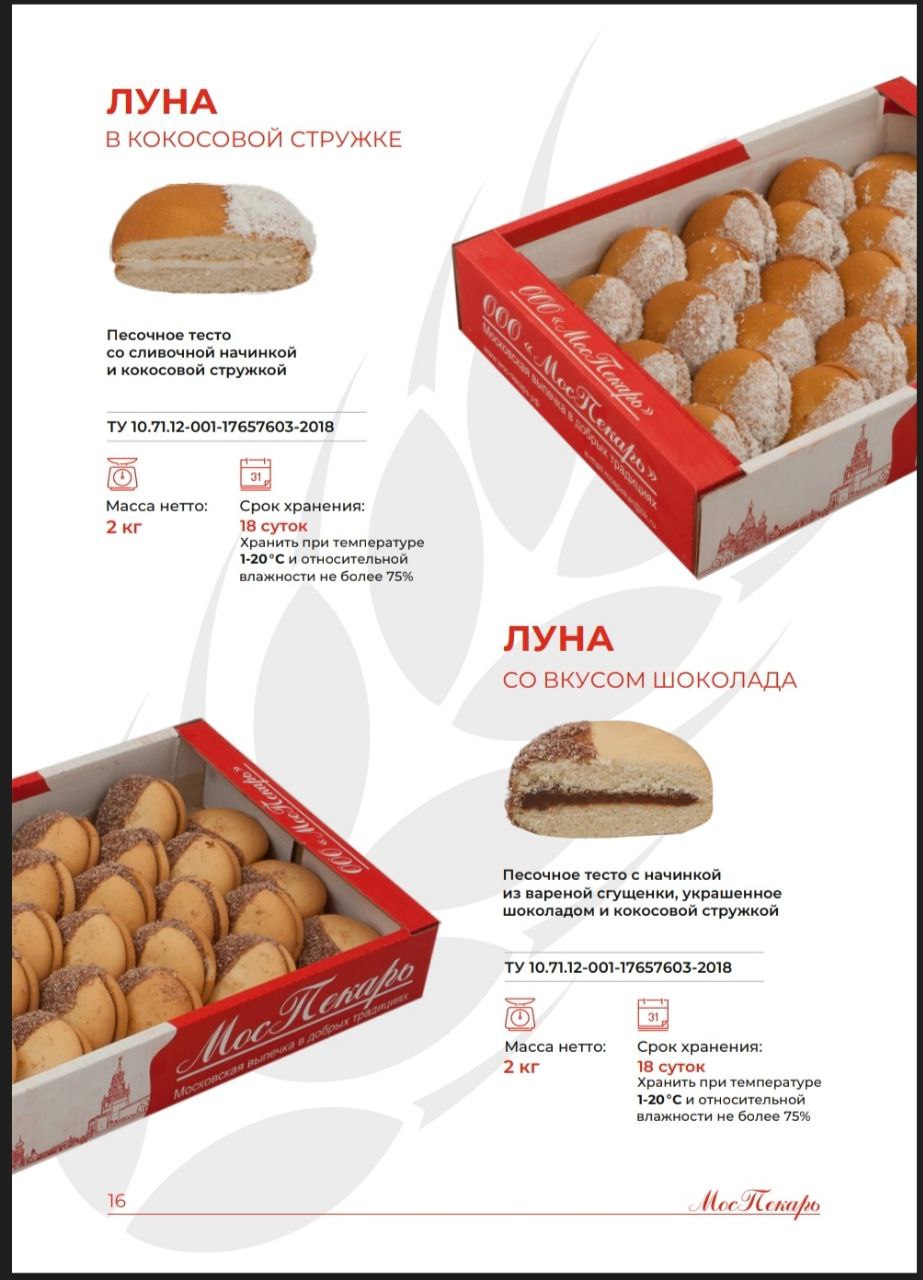 ЛУНА
В КОКОСОВОЙ СТРУЖКЕ
Песочное тесто
со сливочной начинкой
и кокосовой стружкой
ТУ 10.71.12-001-17657603-2018
31
Масса нетто:
2 кг
Срок хранения:
18 суток
Хранить при температуре
1-20°C и относительной
влажности не более 75%
ООО «МосПекарь»
ООО «МосПекарь»
Московская выпечка в добрых традициях
ЛУНА
СО ВКУСОМ ШОКОЛАДА
Песочное тесто с начинкой
из вареной сгущенки, украшенное
шоколадом и кокосовой стружкой
ТУ 10.71.12-001-17657603-2018
31
Масса нетто:
2 кг
Срок хранения:
18 суток
Хранить при температуре
1-20°C и относительной
влажности не более 75%
ООО «МосПекарь»
МосПекарь
Московская выпечка в добрых традициях
16
МосПекарь